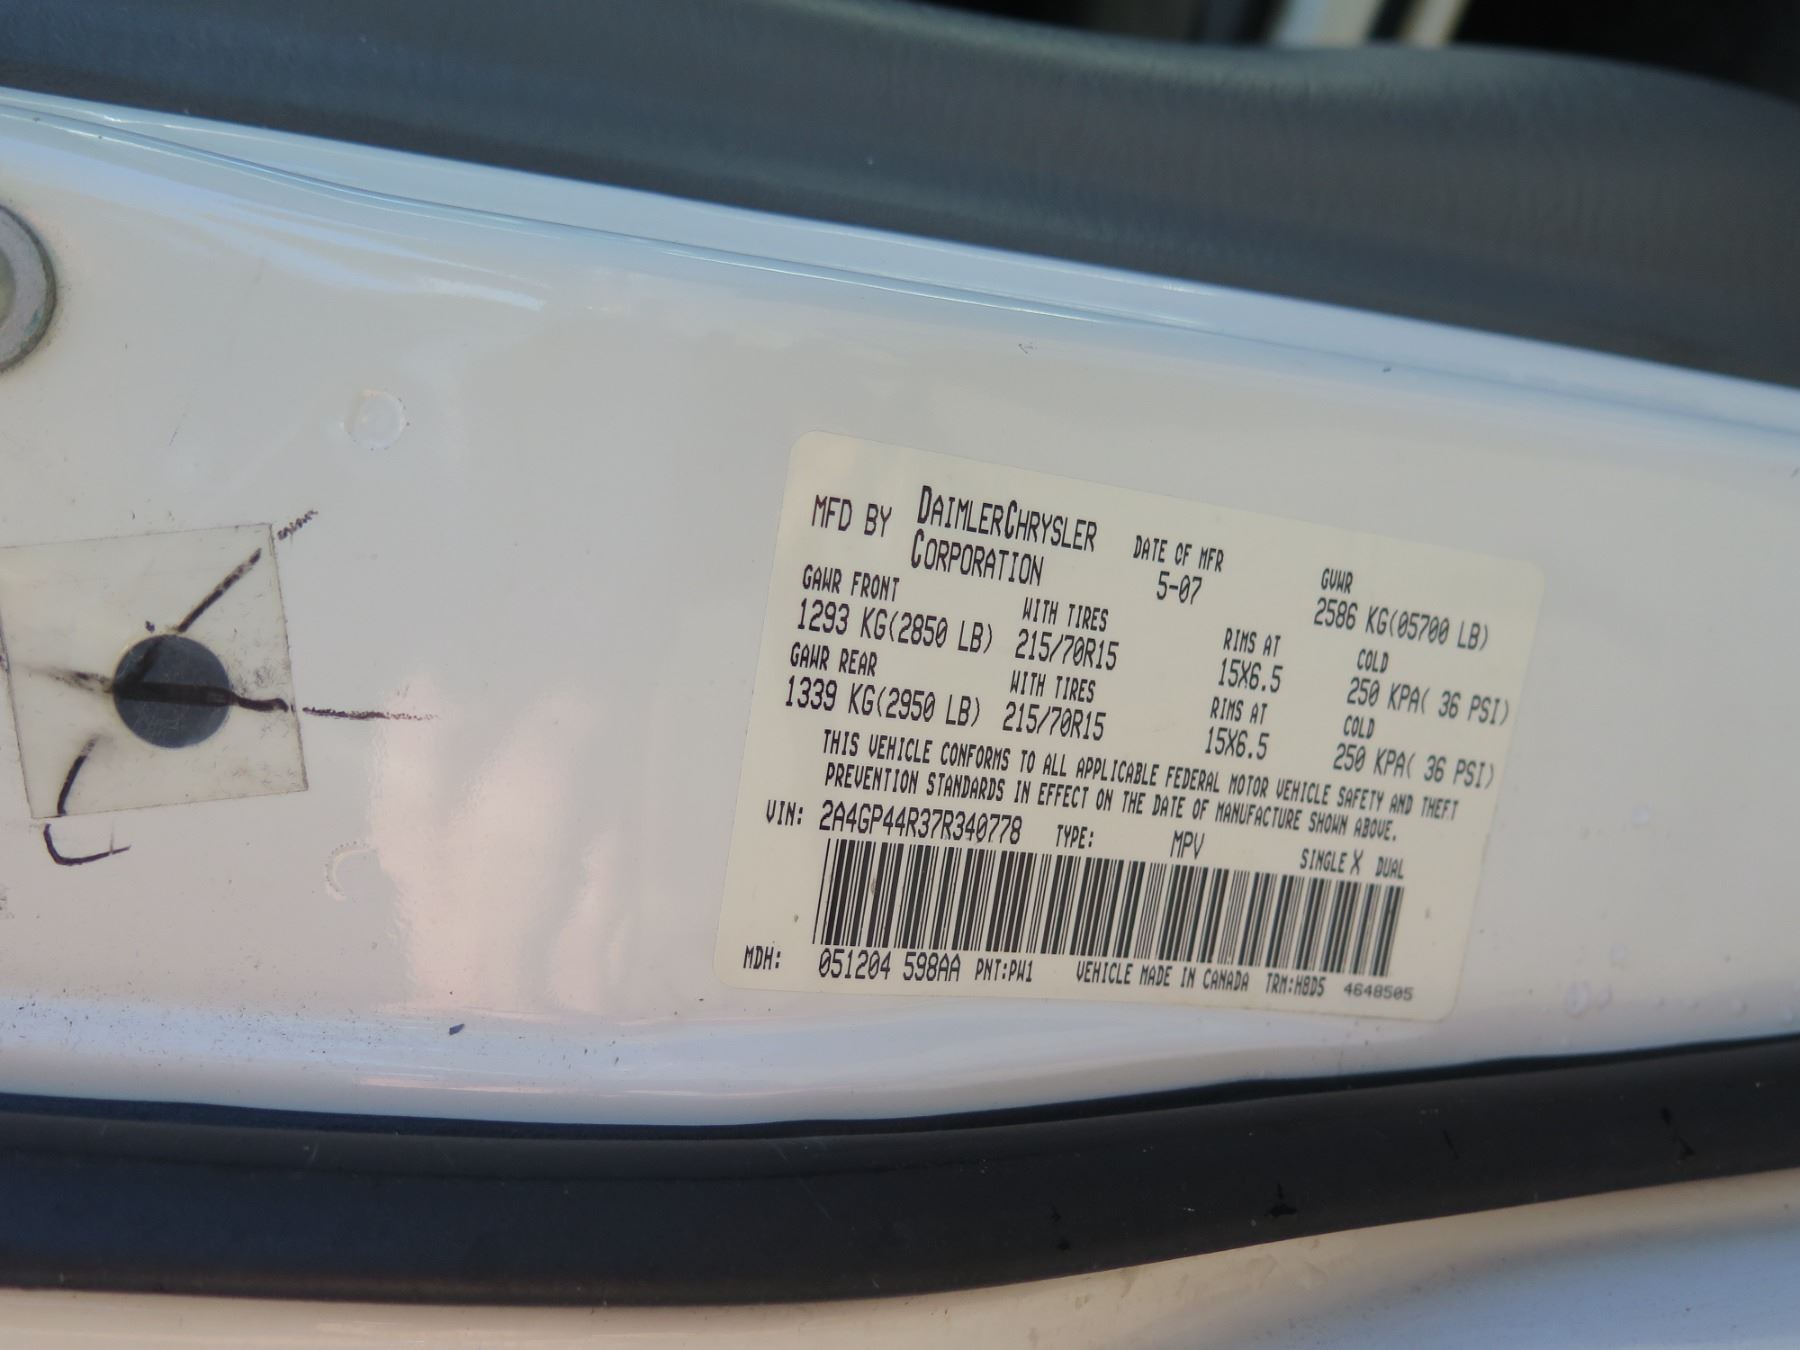 MFD BY DAIMLERCHRYSLER CORPORATION
DATE OF MFR 5-07
GVWR 2586 KG(05700 LB)
GAWR FRONT WITH TIRES RIMS AT COLD
1293 KG(2850 LB) 215/70R15 15X6.5 250 KPA( 36 PSI)
GAWR REAR WITH TIRES RIMS AT COLD
1339 KG(2950 LB) 215/70R15 15X6.5 250 KPA( 36 PSI)
THIS VEHICLE CONFORMS TO ALL APPLICABLE FEDERAL MOTOR VEHICLE SAFETY AND THEFT
PREVENTION STANDARDS IN EFFECT ON THE DATE OF MANUFACTURE SHOWN ABOVE.
VIN: 2A4GP44R37R340778 TYPE: MPV SINGLE X DUAL
MDH: 051204 598AA PNT:PW1 VEHICLE MADE IN CANADA TRM:H8D5 4648505